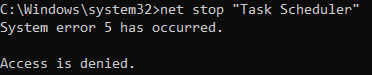 C:\Windows\system32>net stop "Task Scheduler"
System error 5 has occurred.
Access is denied.